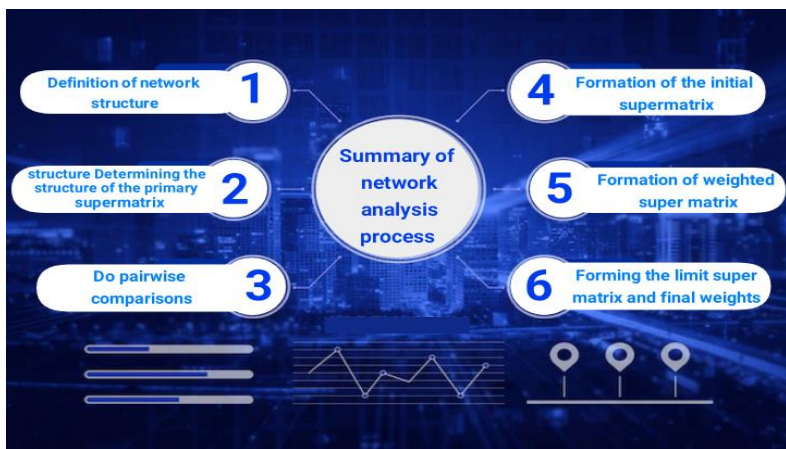 Summary of
network
analysis
process
Definition of network
structure
1
structure Determining the
structure of the primary
supermatrix
2
Do pairwise
comparisons
3
4
Formation of the initial
supermatrix
5
Formation of weighted
super matrix
6
Forming the limit super
matrix and final weights